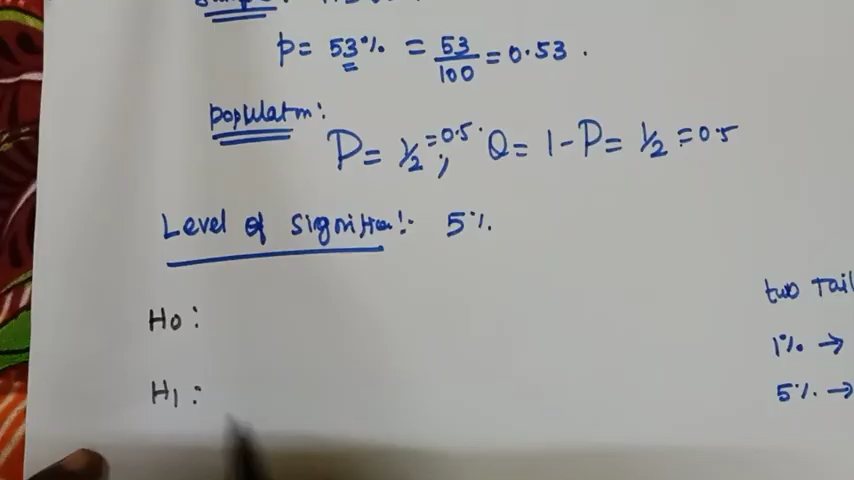 p = 53% = 53/100 = 0.53 .
Population:
P = 1/2 = 0.5 ; Q = 1 - P = 1/2 = 0.5
Level of :- 5%
two Tail
H0 :
1% →
H1 :
5% →